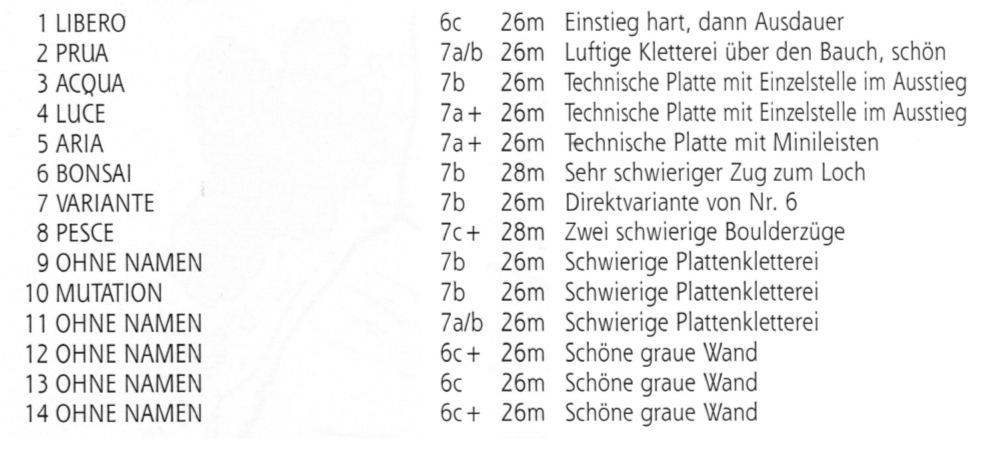 1 LIBERO 6c 26m Einstieg hart, dann Ausdauer
2 PRUA 7a/b 26m Luftige Kletterei über den Bauch, schön
3 ACQUA 7b 26m Technische Platte mit Einzelstelle im Ausstieg
4 LUCE 7a+ 26m Technische Platte mit Einzelstelle im Ausstieg
5 ARIA 7a+ 26m Technische Platte mit Minileisten
6 BONSAI 7b 28m Sehr schwieriger Zug zum Loch
7 VARIANTE 7b 26m Direktvariante von Nr. 6
8 PESCE 7c+ 28m Zwei schwierige Boulderzüge
9 OHNE NAMEN 7b 26m Schwierige Plattenkletterei
10 MUTATION 7b 26m Schwierige Plattenkletterei
11 OHNE NAMEN 7a/b 26m Schwierige Plattenkletterei
12 OHNE NAMEN 6c+ 26m Schöne graue Wand
13 OHNE NAMEN 6c 26m Schöne graue Wand
14 OHNE NAMEN 6c+ 26m Schöne graue Wand